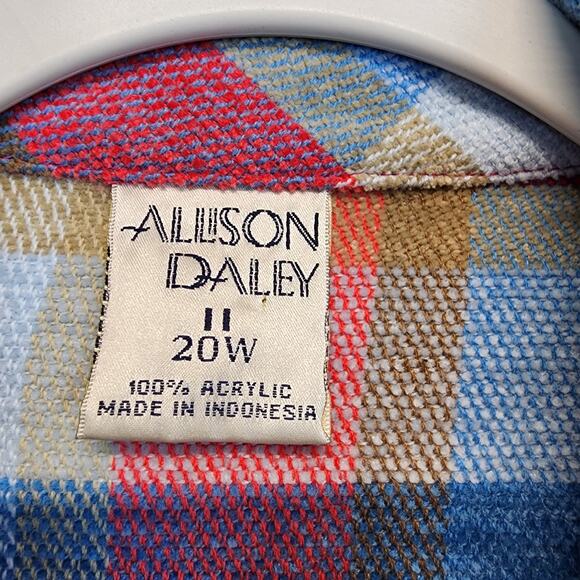 ALLISON
DALEY
II
20W
100% ACRYLIC
MADE IN INDONESIA